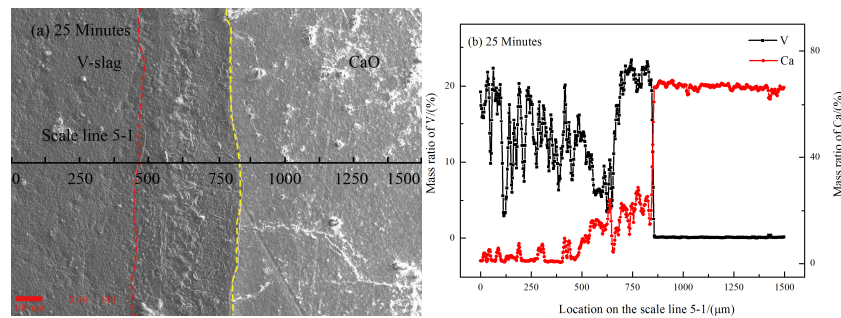 (a) 25 Minutes
V-slag
CaO
Scale line 5-1
0 250 500 750 1000 1250 1500
(b) 25 Minutes
V
Ca
Mass ratio of V/(%)
20
10
0
Mass ratio of Ca/(%)
80
40
0
0 250 500 750 1000 1250 1500
Location on the scale line 5-1/(μm)